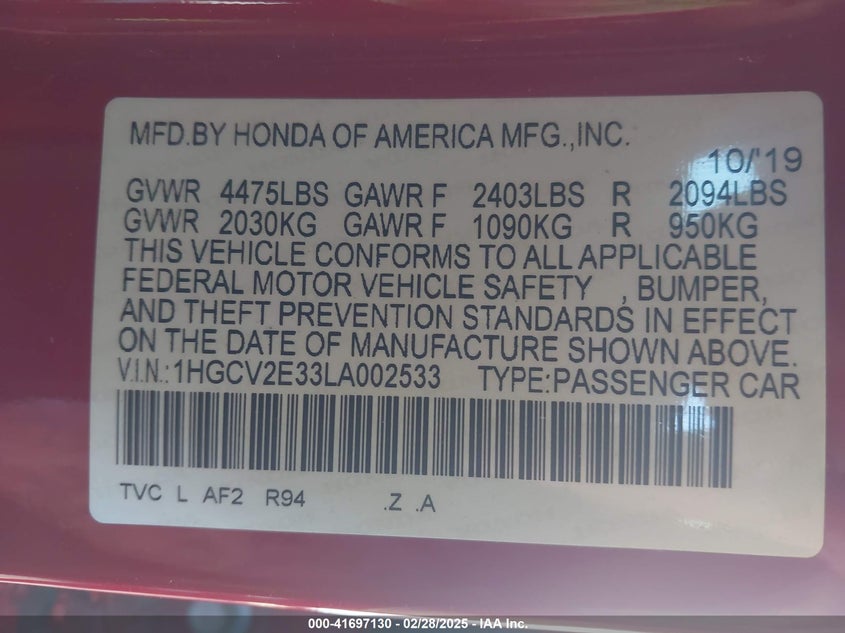 MFD.BY HONDA OF AMERICA MFG.,INC.
10/'19
GVWR 4475LBS GAWR F 2403LBS R 2094LBS
GVWR 2030KG GAWR F 1090KG R 950KG
THIS VEHICLE CONFORMS TO ALL APPLICABLE
FEDERAL MOTOR VEHICLE SAFETY , BUMPER,
AND THEFT PREVENTION STANDARDS IN EFFECT
ON THE DATE OF MANUFACTURE SHOWN ABOVE.
V.I.N.:1HGCV2E33LA002533 TYPE:PASSENGER CAR
TVC L AF2 R94 .Z .A
000-41697130 - 02/28/2025 - IAA Inc.